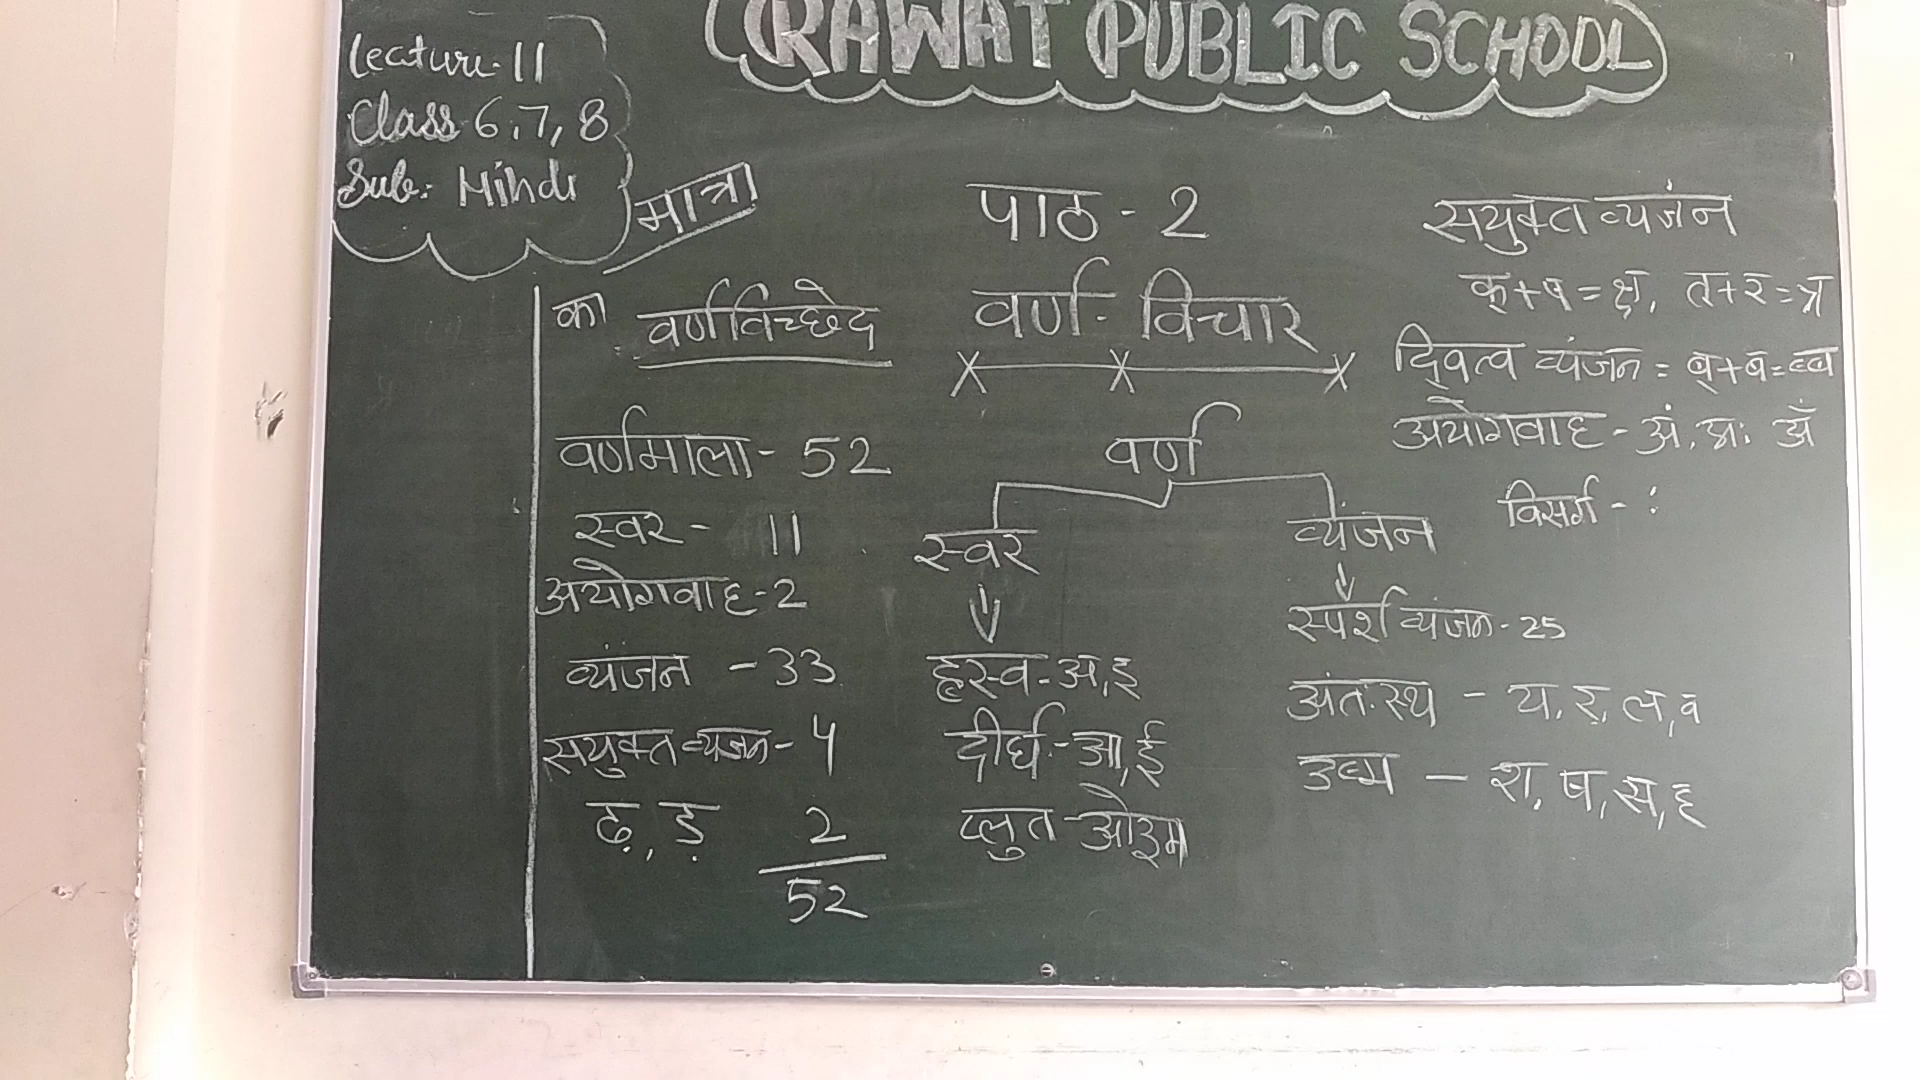 RAWAT PUBLIC SCHOOL
Lecture-11
Class 6,7,8
Sub: Hindi
मात्रा
का वर्णविच्छेद
वर्णमाला - 52
स्वर - 11
अयोगवाह - 2
व्यंजन - 33
सयुक्त व्यंजन - 4
ढ़, ड़ 2
52
पाठ - 2
वर्ण - विचार
वर्ण
स्वर
व्यंजन
हृस्व - अ, इ
दीर्घ - आ, ई
प्लुत - ओ३म
स्पर्श व्यंजन - 25
अंत:स्थ - य, र, ल, व
उष्म - श, ष, स, ह
सयुक्त व्यंजन
क्+ष=क्ष, त+र=त्र
द्वित्व व्यंजन = ब्+ब=ब्ब
अयोगवाह - अं, अः अँ
विसर्ग - :